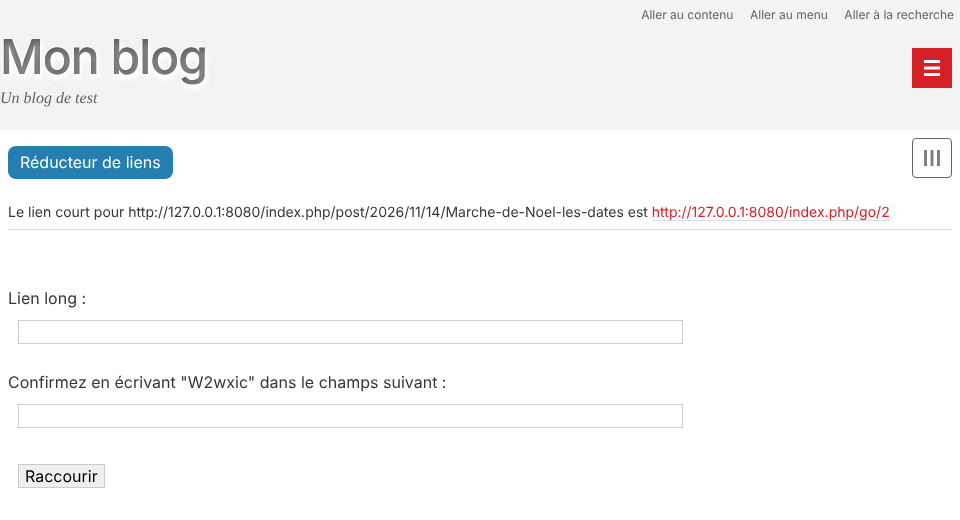 Aller au contenu Aller au menu Aller à la recherche
Mon blog
Un blog de test
Réducteur de liens
Le lien court pour http://127.0.0.1:8080/index.php/post/2026/11/14/Marche-de-Noel-les-dates est http://127.0.0.1:8080/index.php/go/2
Lien long :
Confirmez en écrivant "W2wxic" dans le champs suivant :
Raccourir